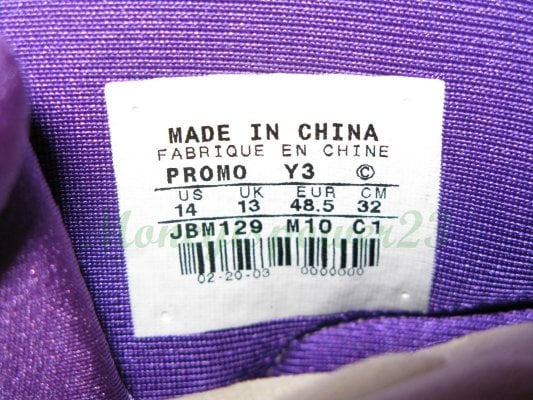 MADE IN CHINA
FABRIQUE EN CHINE
PROMO Y3 ©
US UK EUR CM
14 13 48.5 32
JBM129 M10 C1
02-20-03 0000000